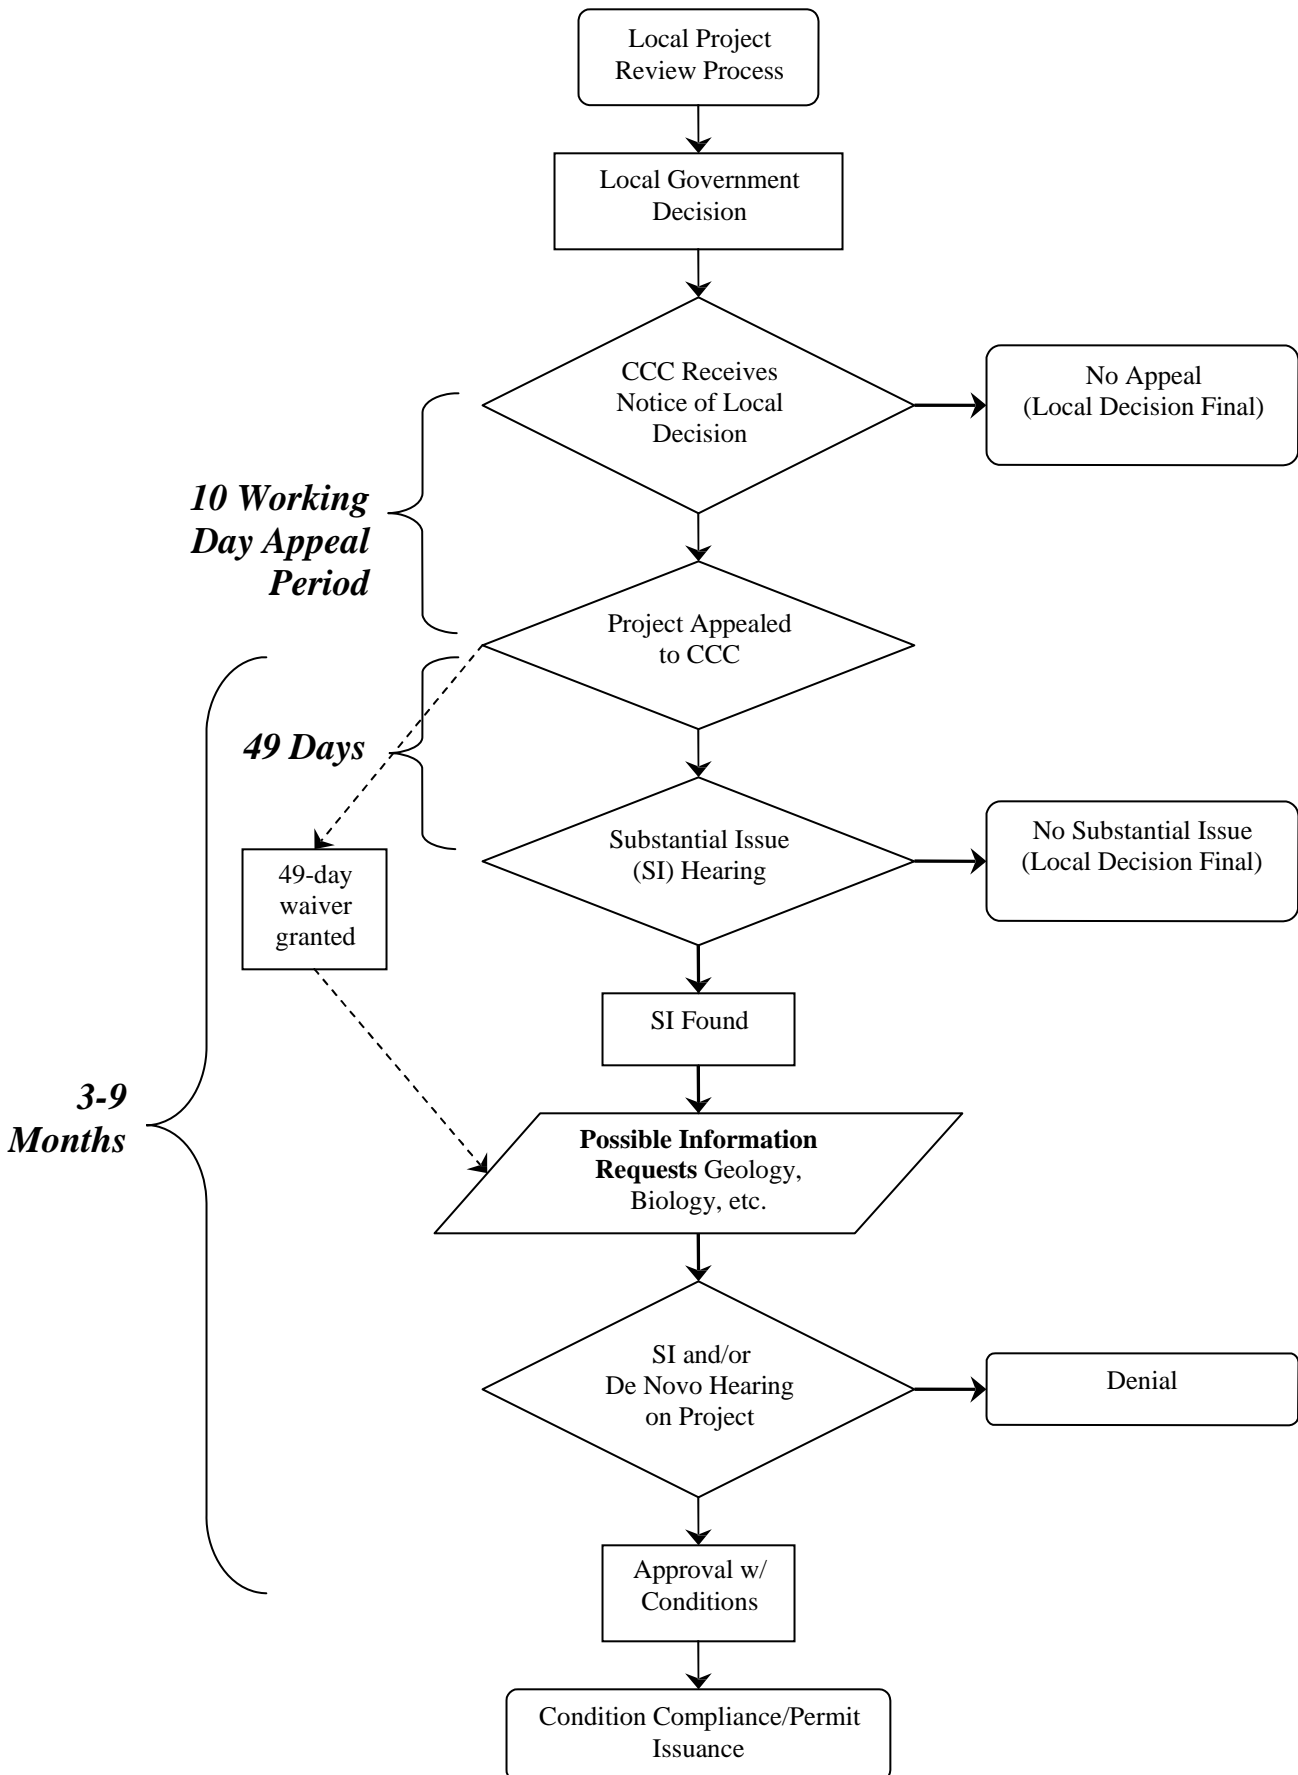 Local Project
Review Process
Local Government
Decision
CCC Receives
Notice of Local
Decision
No Appeal
(Local Decision Final)
10 Working
Day Appeal
Period
Project Appealed
to CCC
49 Days
Substantial Issue
(SI) Hearing
No Substantial Issue
(Local Decision Final)
49-day
waiver
granted
SI Found
3-9
Months
Possible Information
Requests Geology,
Biology, etc.
SI and/or
De Novo Hearing
on Project
Denial
Approval w/
Conditions
Condition Compliance/Permit
Issuance